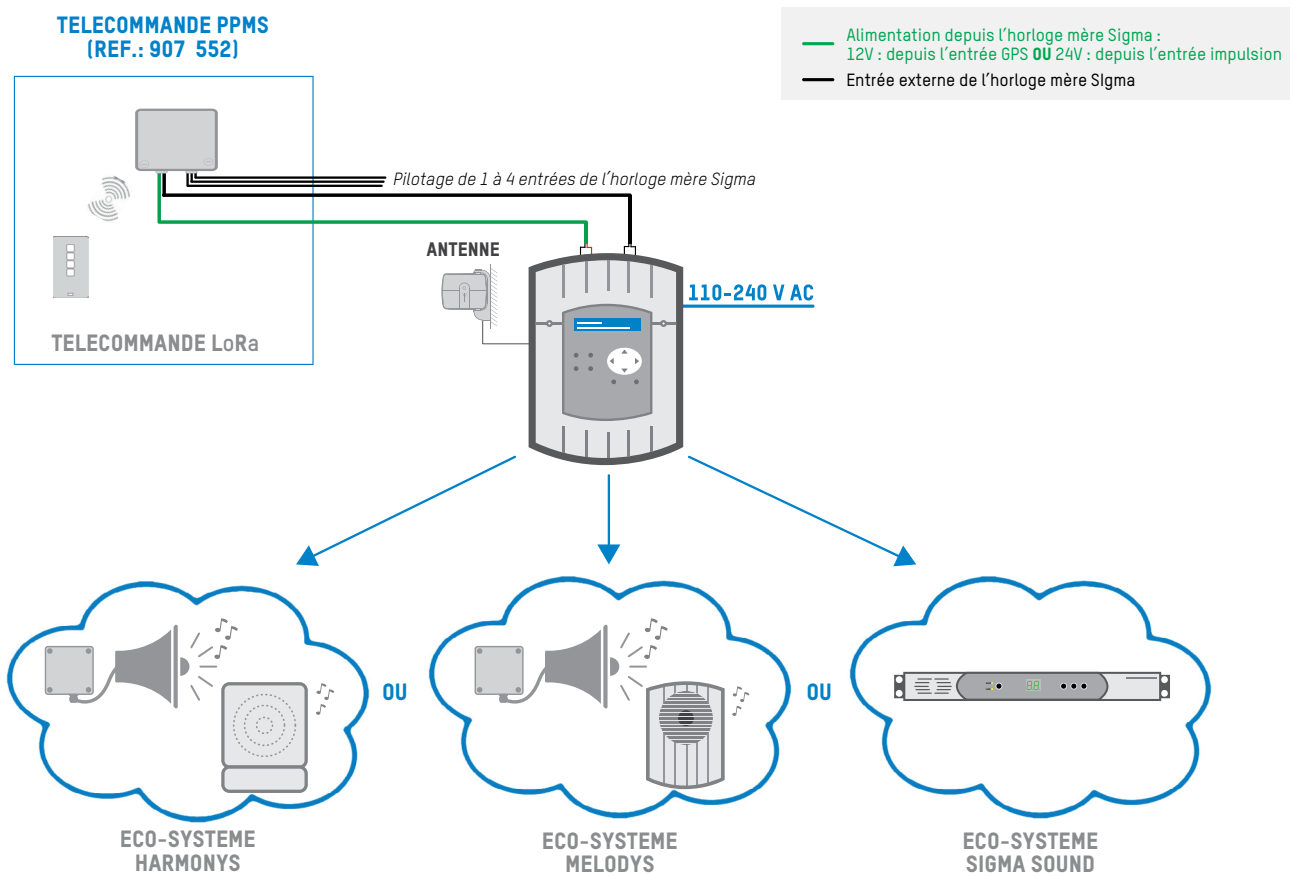 TELECOMMANDE PPMS
(REF.: 907 552)
Alimentation depuis l'horloge mère Sigma :
12V : depuis l'entrée GPS OU 24V : depuis l'entrée impulsion
Entrée externe de l'horloge mère SIgma
Pilotage de 1 à 4 entrées de l'horloge mère Sigma
ANTENNE
110-240 V AC
TELECOMMANDE LoRa
OU
OU
88
ECO-SYSTEME
HARMONYS
ECO-SYSTEME
MELODYS
ECO-SYSTEME
SIGMA SOUND